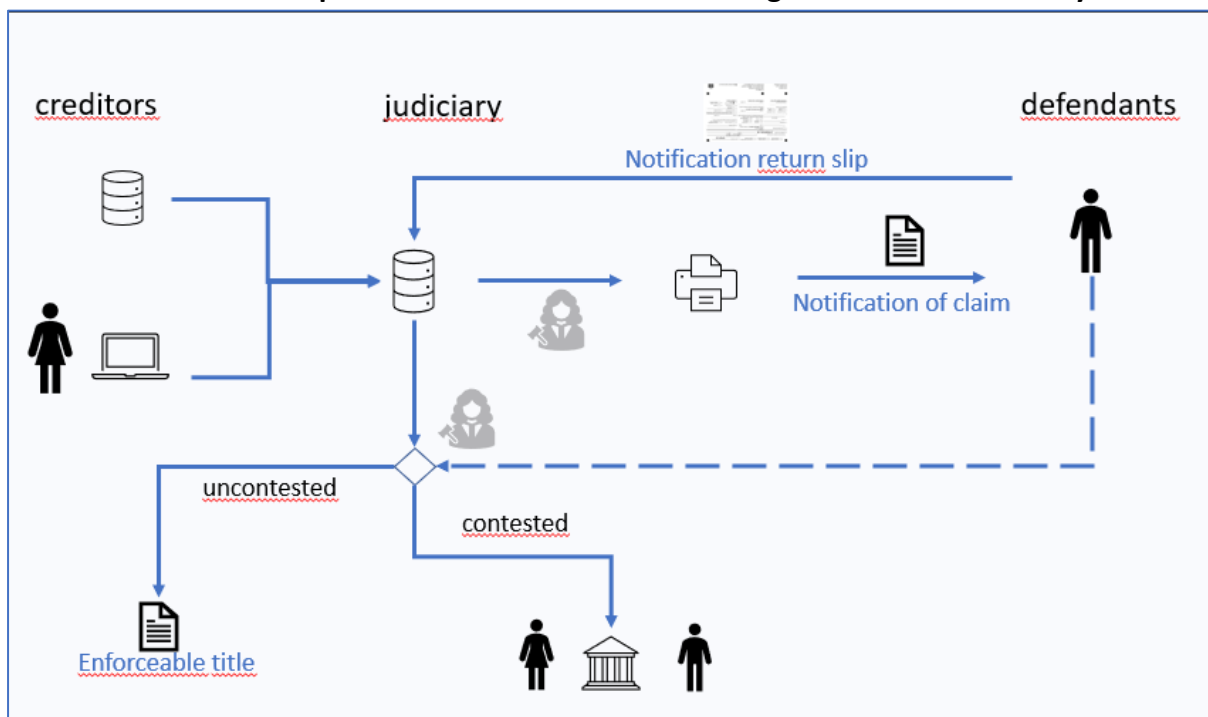 creditors
judiciary
defendants
Notification return slip
Notification of claim
uncontested
contested
Enforceable title